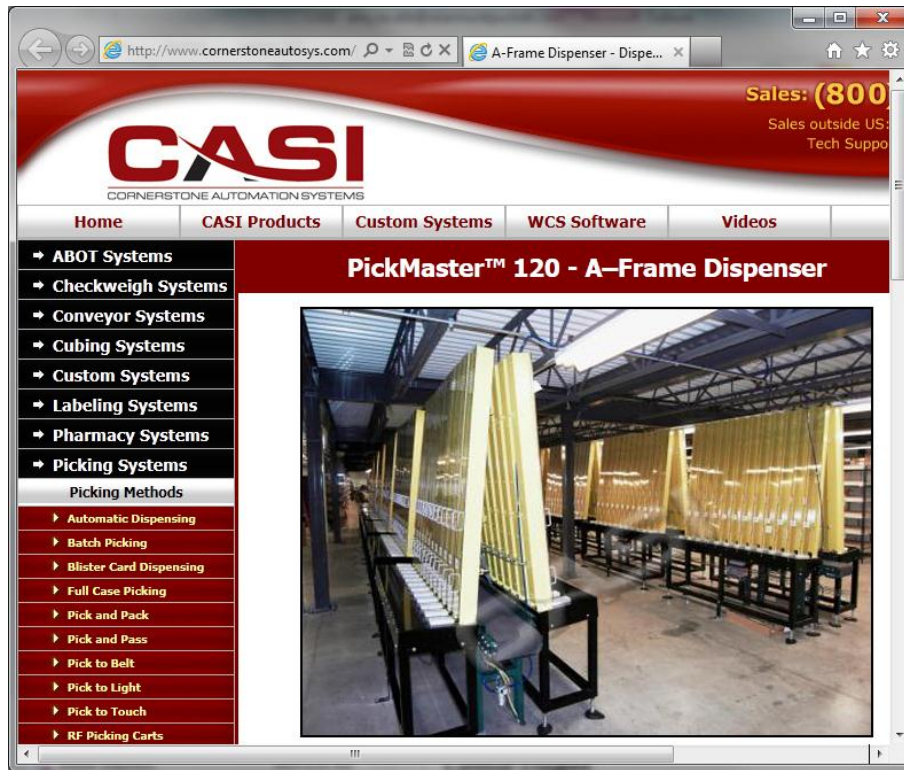 http://www.cornerstoneautosys.com/
A-Frame Dispenser - Dispe...
Sales: (800)
Sales outside US:
Tech Suppo
CASI
CORNERSTONE AUTOMATION SYSTEMS
Home CASI Products Custom Systems WCS Software Videos
ABOT Systems
Checkweigh Systems
Conveyor Systems
Cubing Systems
Custom Systems
Labeling Systems
Pharmacy Systems
Picking Systems
Picking Methods
Automatic Dispensing
Batch Picking
Blister Card Dispensing
Full Case Picking
Pick and Pack
Pick and Pass
Pick to Belt
Pick to Light
Pick to Touch
RF Picking Carts
PickMaster™ 120 - A–Frame Dispenser